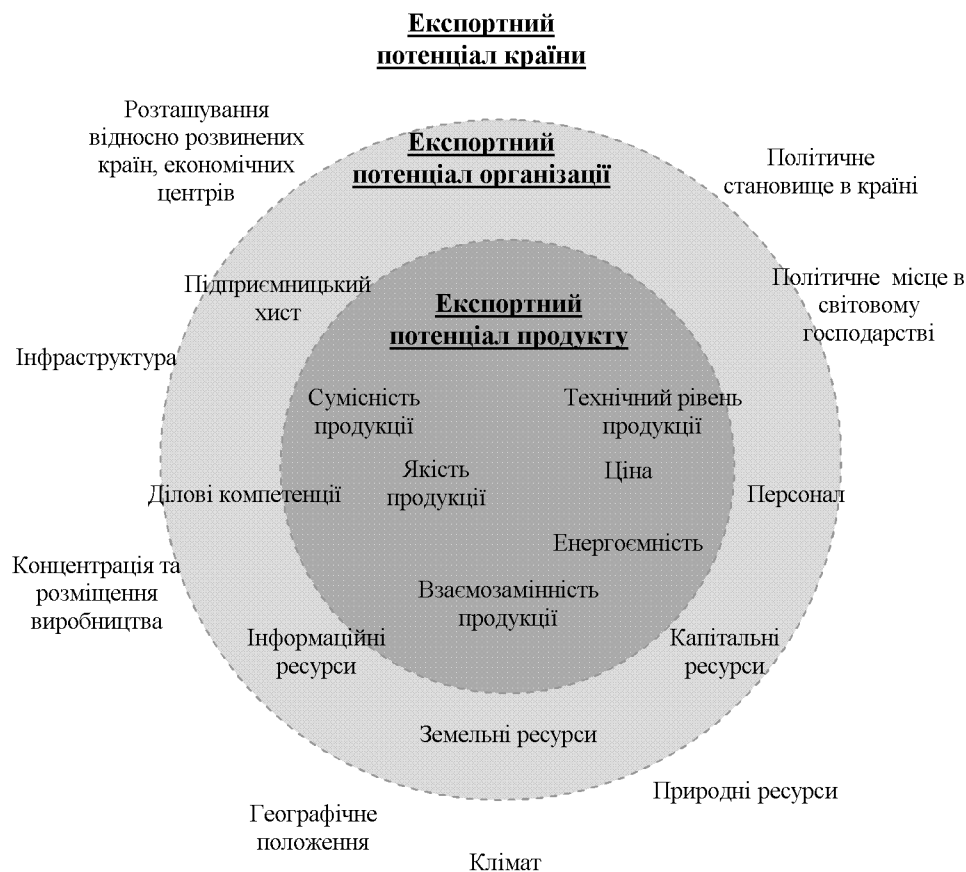 Експортний
потенціал країни
Розташування
відносно розвинених
країн, економічних
центрів
Експортний
потенціал організації
Політичне
становище в країні
Підприємницький
хист
Політичне місце в
світовому
господарстві
Експортний
потенціал продукту
Інфраструктура
Сумісність
продукції
Технічний рівень
продукції
Якість
продукції
Ціна
Ділові компетенції
Персонал
Енергоємність
Концентрація та
розміщення
виробництва
Взаємозамінність
продукції
Інформаційні
ресурси
Капітальні
ресурси
Земельні ресурси
Природні ресурси
Географічне
положення
Клімат